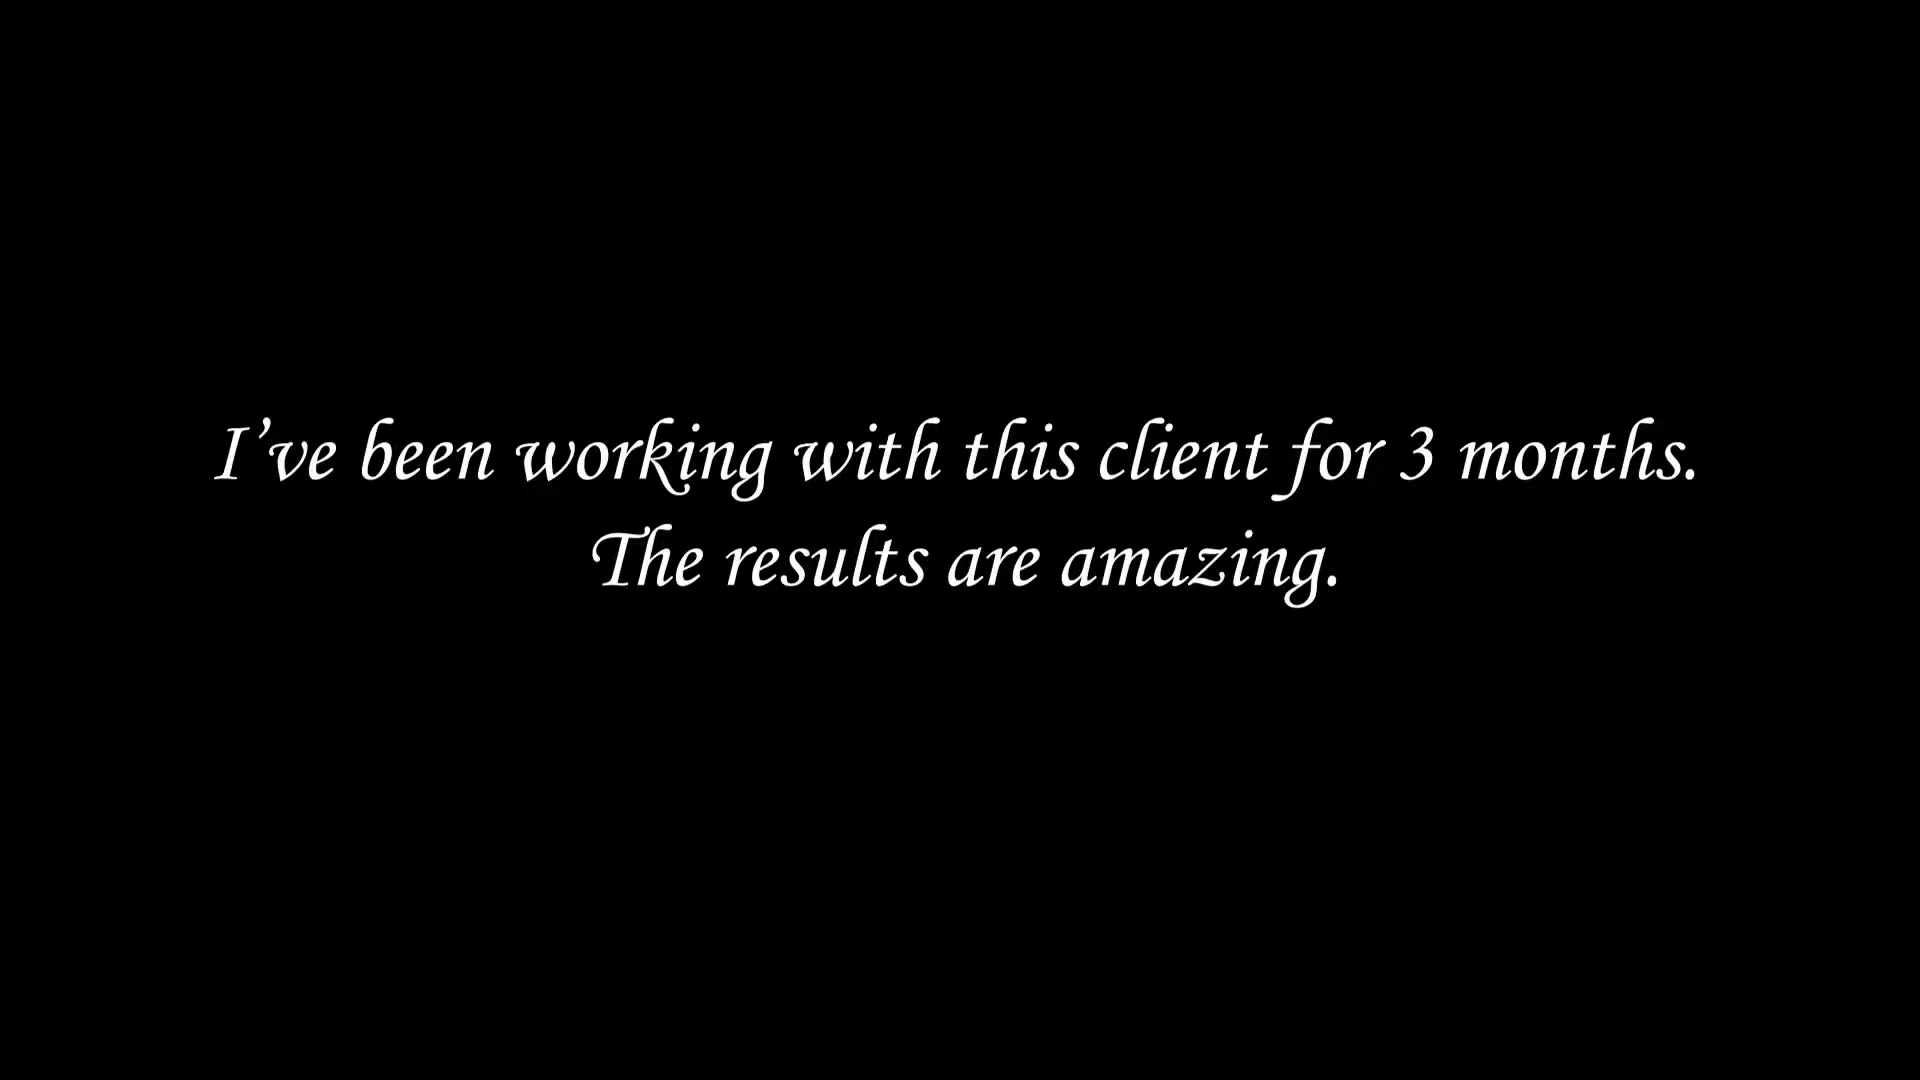 I’ve been working with this client for 3 months.
The results are amazing.